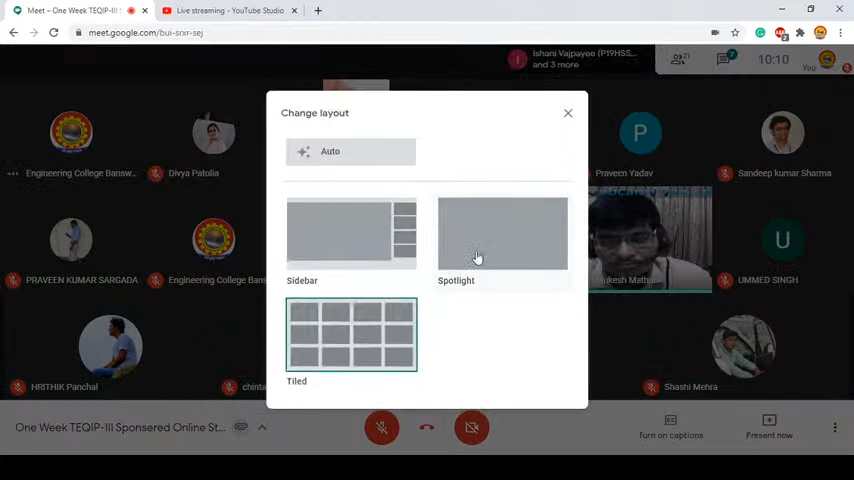 Meet – One Week TEQIP-III
Live streaming - YouTube Studio
meet.google.com/bui-srxr-sej
Ishani Vajpayee (P19HSS...
and 3 more
7
10:10
You
Change layout
Auto
Engineering College Bansw...
Divya Patolia
Praveen Yadav
Sandeep kumar Sharma
P
Sidebar
Spotlight
PRAVEEN KUMAR SARGADA
Engineering College Bans
UMMED SINGH
U
Tiled
HRITHIK Panchal
chinta
Shashi Mehra
One Week TEQIP-III Sponsered Online St...
Turn on captions
Present now